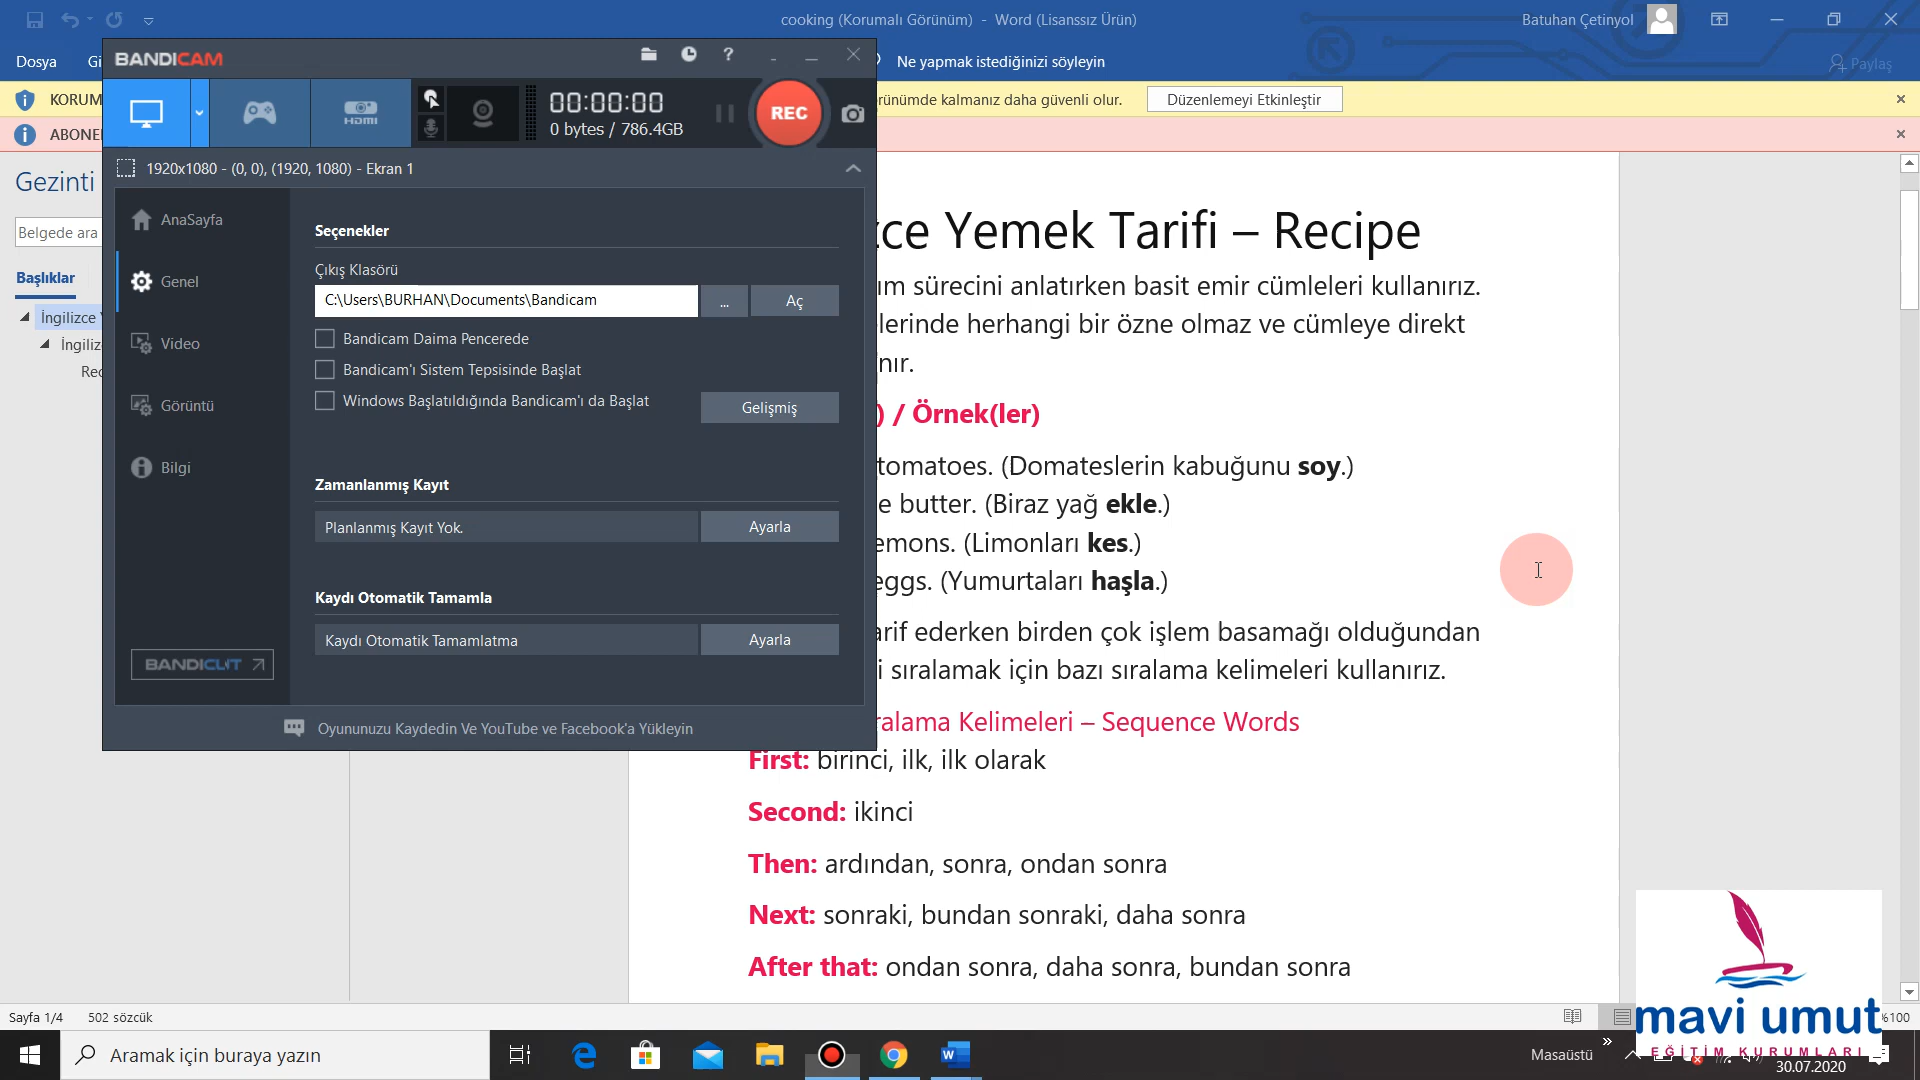 cooking (Korumalı Görünüm) - Word (Lisanssız Ürün)
Batuhan Çetinyol
Dosya
Ne yapmak istediğinizi söyleyin
Paylaş
KORUM
rünümde kalmanız daha güvenli olur.
Düzenlemeyi Etkinleştir
ABONE
BANDICAM
HDMI
00:00:00
0 bytes / 786.4GB
REC
1920x1080 - (0, 0), (1920, 1080) - Ekran 1
AnaSayfa
Genel
Video
Görüntü
Bilgi
BANDICUT
Seçenekler
Çıkış Klasörü
C:\Users\BURHAN\Documents\Bandicam
...
Aç
Bandicam Daima Pencerede
Bandicam'ı Sistem Tepsisinde Başlat
Windows Başlatıldığında Bandicam'ı da Başlat
Gelişmiş
Zamanlanmış Kayıt
Planlanmış Kayıt Yok.
Ayarla
Kaydı Otomatik Tamamla
Kaydı Otomatik Tamamlatma
Ayarla
Oyununuzu Kaydedin Ve YouTube ve Facebook'a Yükleyin
Gezinti
Belgede ara
Başlıklar
İngilizce
İngiliz
Rec
zce Yemek Tarifi – Recipe
ım sürecini anlatırken basit emir cümleleri kullanırız.
lerinde herhangi bir özne olmaz ve cümleye direkt
nır.
) / Örnek(ler)
tomatoes. (Domateslerin kabuğunu soy.)
e butter. (Biraz yağ ekle.)
emons. (Limonları kes.)
eggs. (Yumurtaları haşla.)
arif ederken birden çok işlem basamağı olduğundan
i sıralamak için bazı sıralama kelimeleri kullanırız.
ralama Kelimeleri – Sequence Words
First: birinci, ilk, ilk olarak
Second: ikinci
Then: ardından, sonra, ondan sonra
Next: sonraki, bundan sonraki, daha sonra
After that: ondan sonra, daha sonra, bundan sonra
mavi umut
EĞİTİM KURUMLARI
Sayfa 1/4
502 sözcük
%100
Aramak için buraya yazın
Masaüstü
30.07.2020